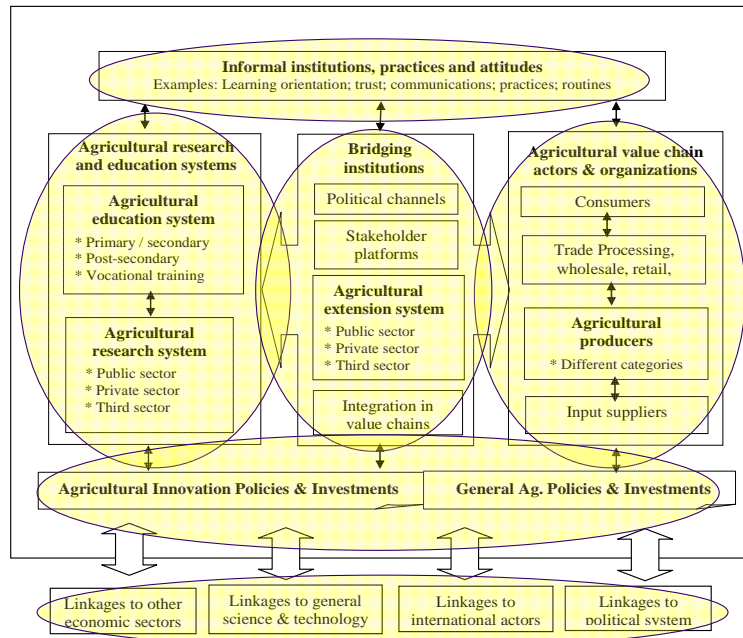 Informal institutions, practices and attitudes
Examples: Learning orientation; trust; communications; practices; routines
Agricultural research
and education systems
Agricultural
education system
* Primary / secondary
* Post-secondary
* Vocational training
Agricultural
research system
* Public sector
* Private sector
* Third sector
Bridging
institutions
Political channels
Stakeholder
platforms
Agricultural
extension system
* Public sector
* Private sector
* Third sector
Integration in
value chains
Agricultural value chain
actors & organizations
Consumers
Trade Processing,
wholesale, retail,
Agricultural
producers
* Different categories
Input suppliers
Agricultural Innovation Policies & Investments
General Ag. Policies & Investments
Linkages to other
economic sectors
Linkages to general
science & technology
Linkages to
international actors
Linkages to
political system